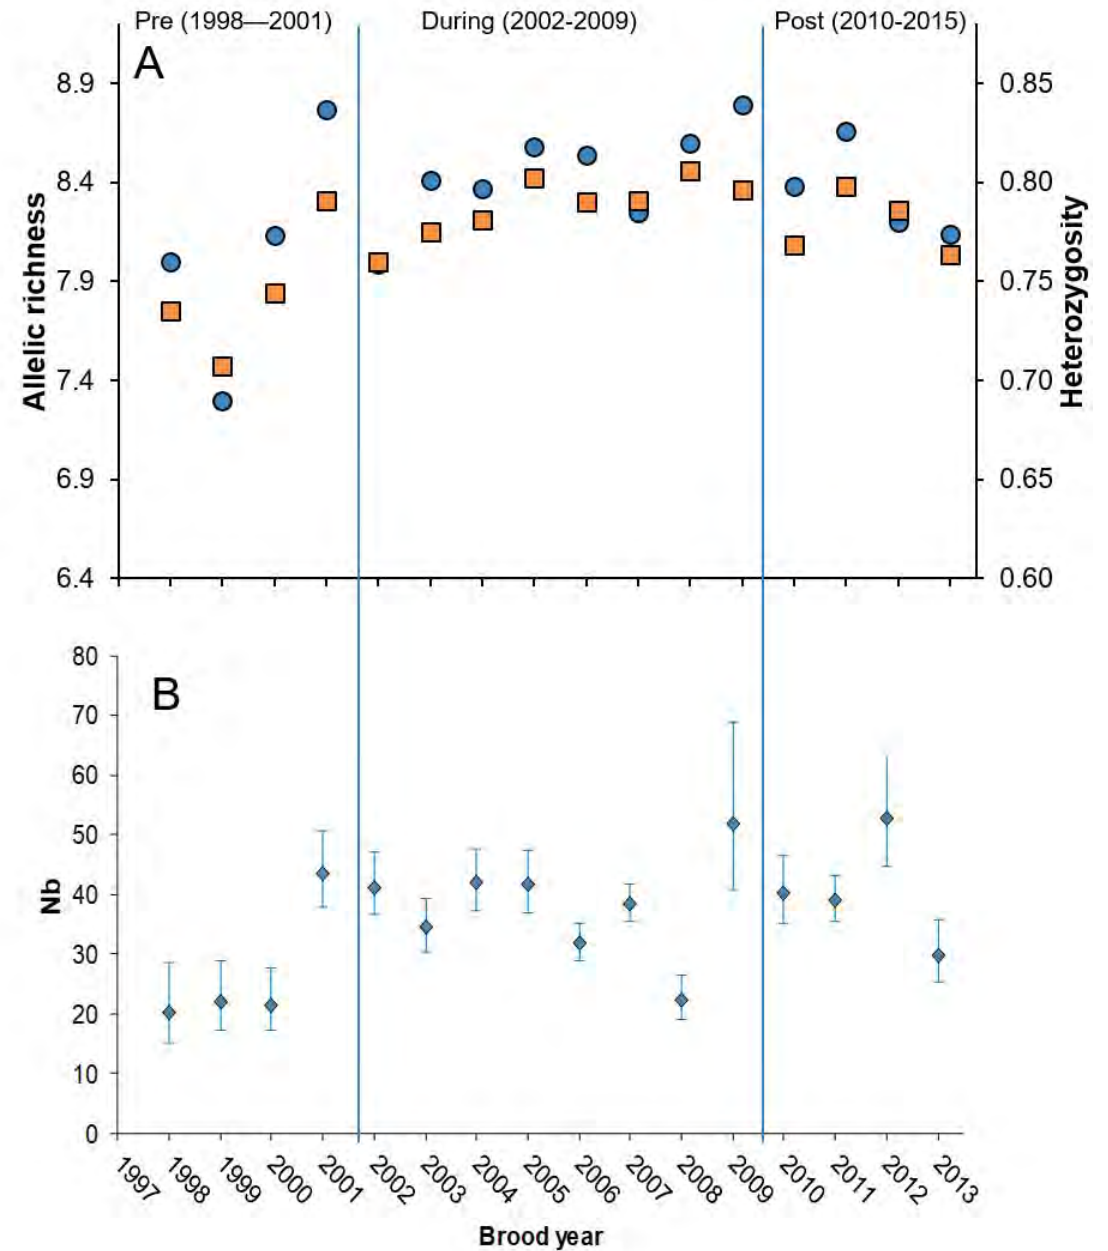 Pre (1998—2001) During (2002-2009) Post (2010-2015)
A
8.9 0.85
8.4 0.80
7.9 0.75
7.4 0.70
6.9 0.65
6.4 0.60
Allelic richness
Heterozygosity
B
80
70
60
50
40
30
20
10
0
Nb
1997 1998 1999 2000 2001 2002 2003 2004 2005 2006 2007 2008 2009 2010 2011 2012 2013
Brood year